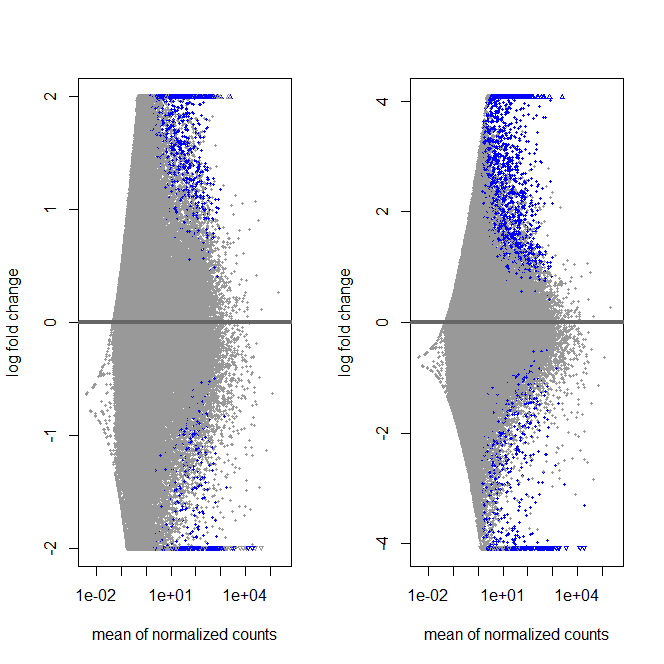 log fold change
2
1
0
-1
-2
1e-02 1e+01 1e+04
mean of normalized counts
log fold change
4
2
0
-2
-4
1e-02 1e+01 1e+04
mean of normalized counts